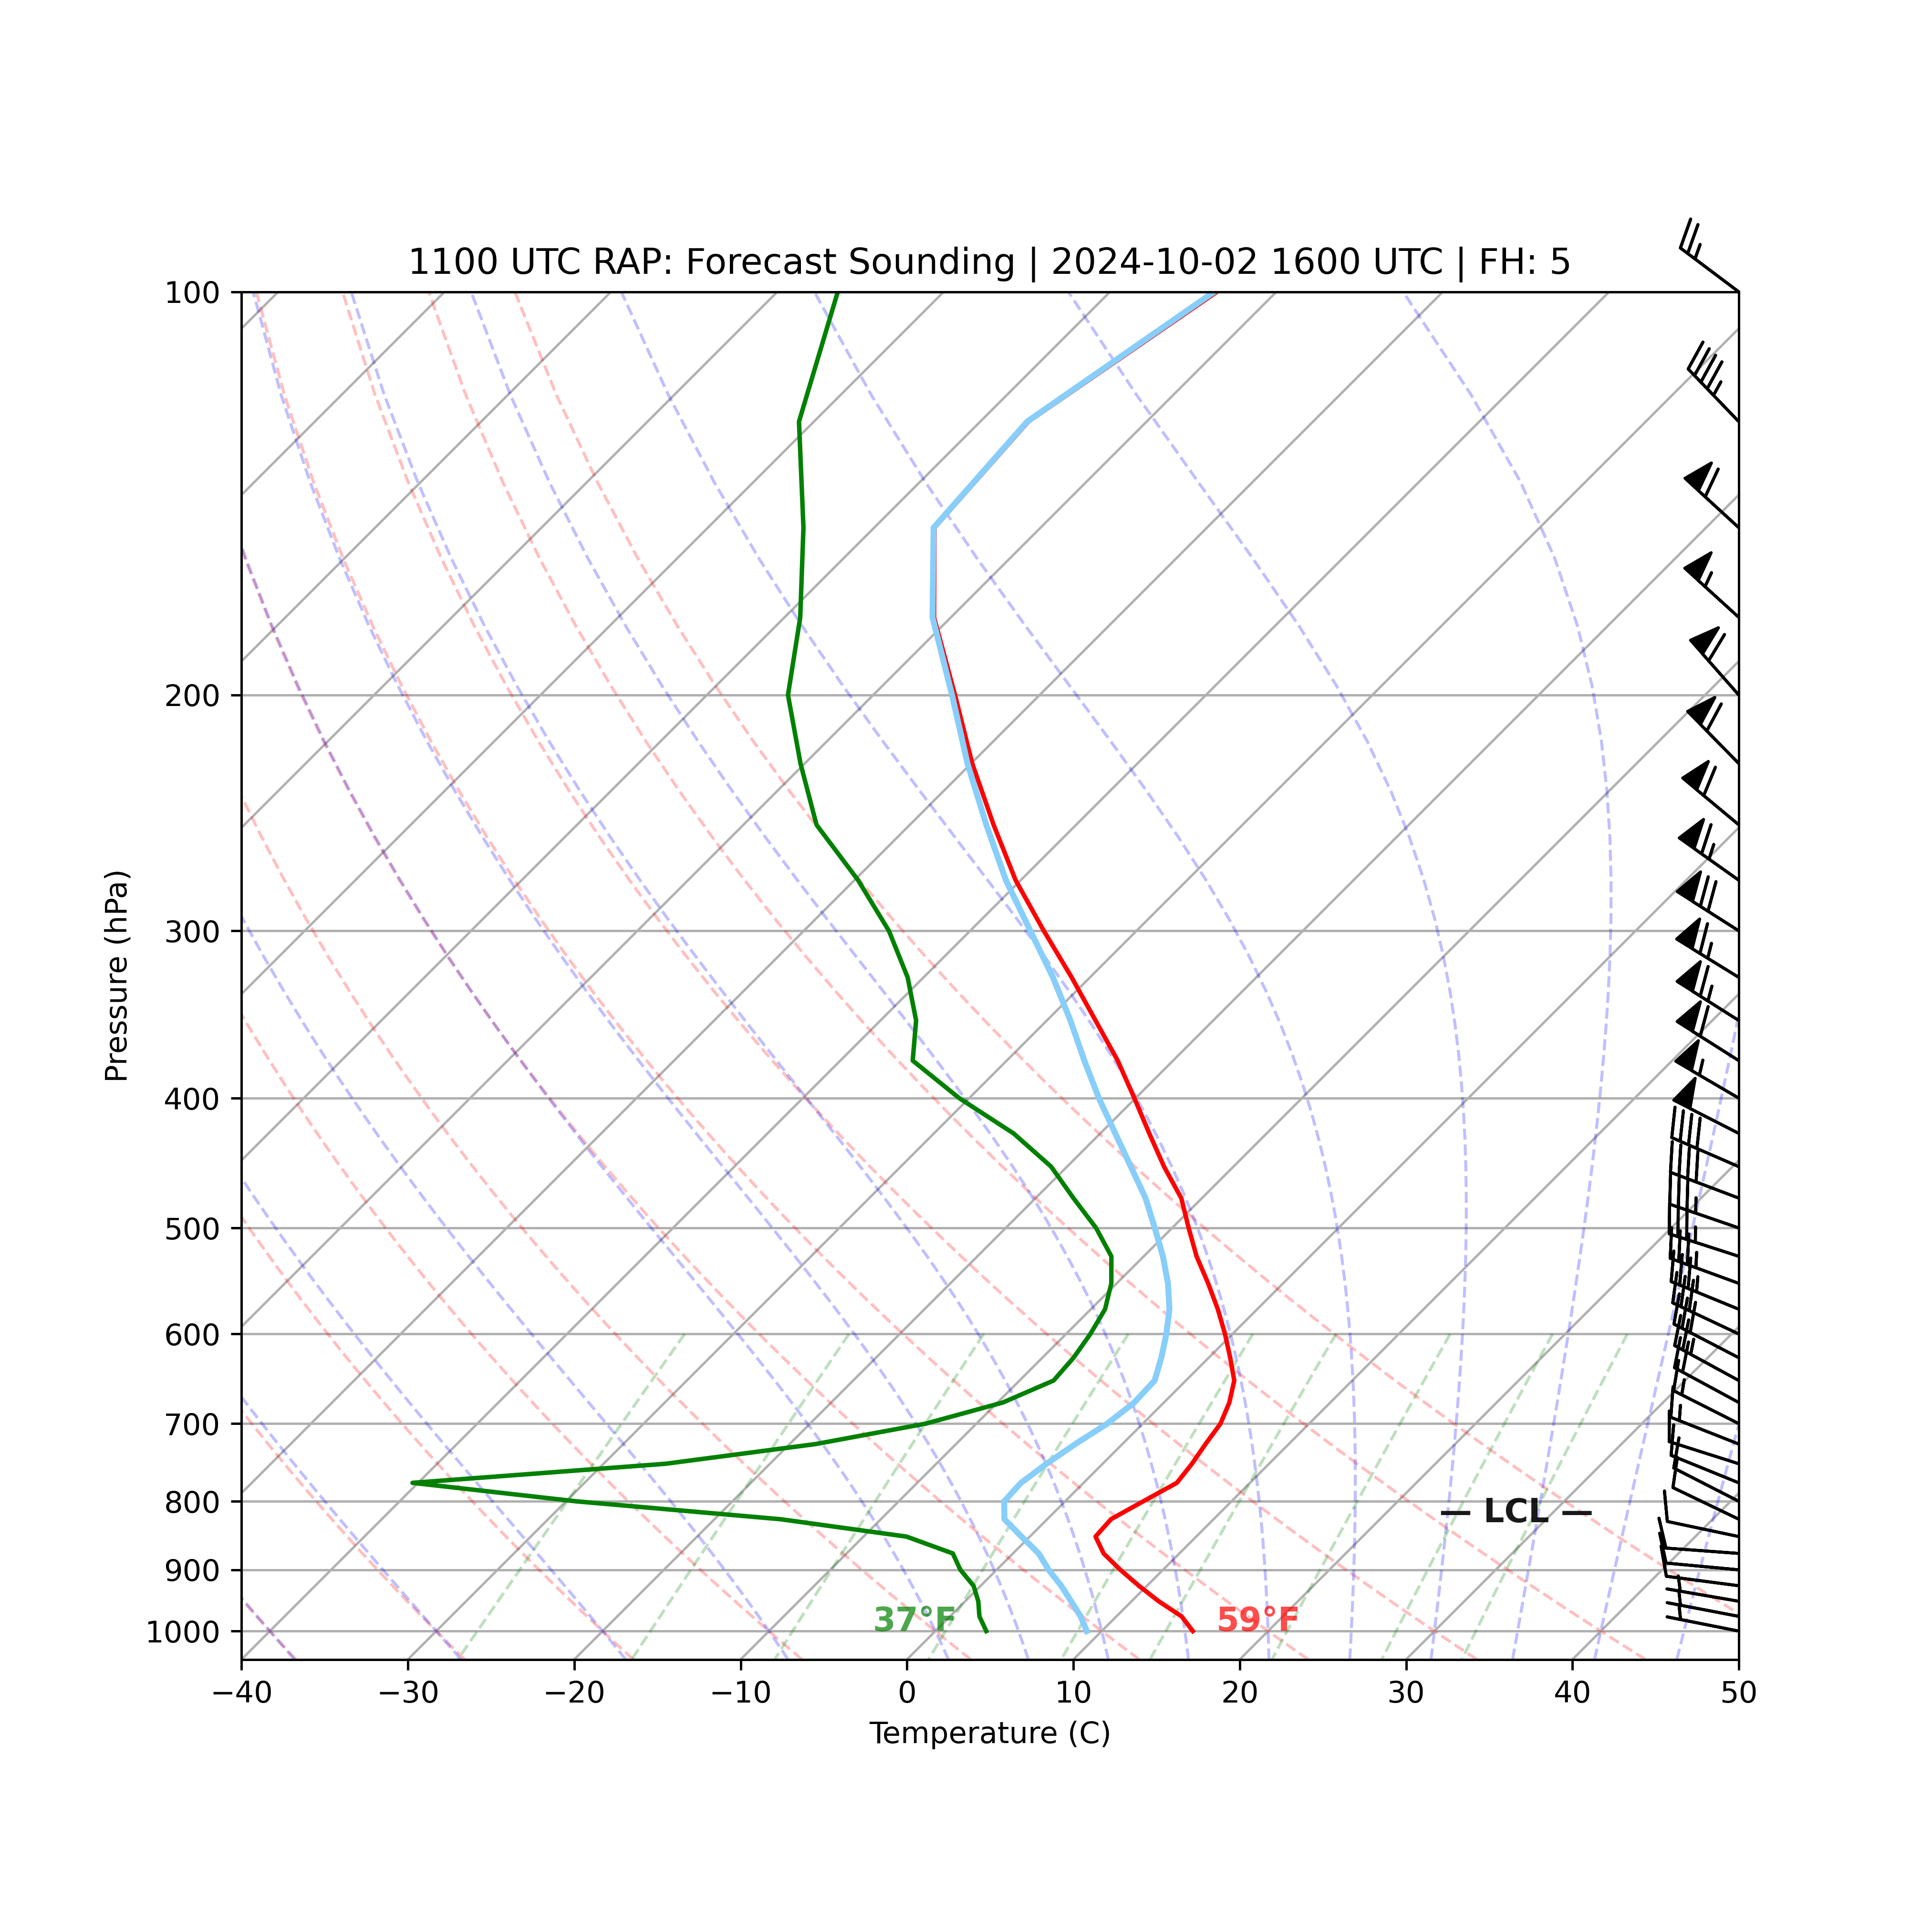 1100 UTC RAP: Forecast Sounding | 2024-10-02 1600 UTC | FH: 5
100
200
300
400
500
600
700
800
900
1000
Pressure (hPa)
— LCL —
37°F
59°F
−40 −30 −20 −10 0 10 20 30 40 50
Temperature (C)